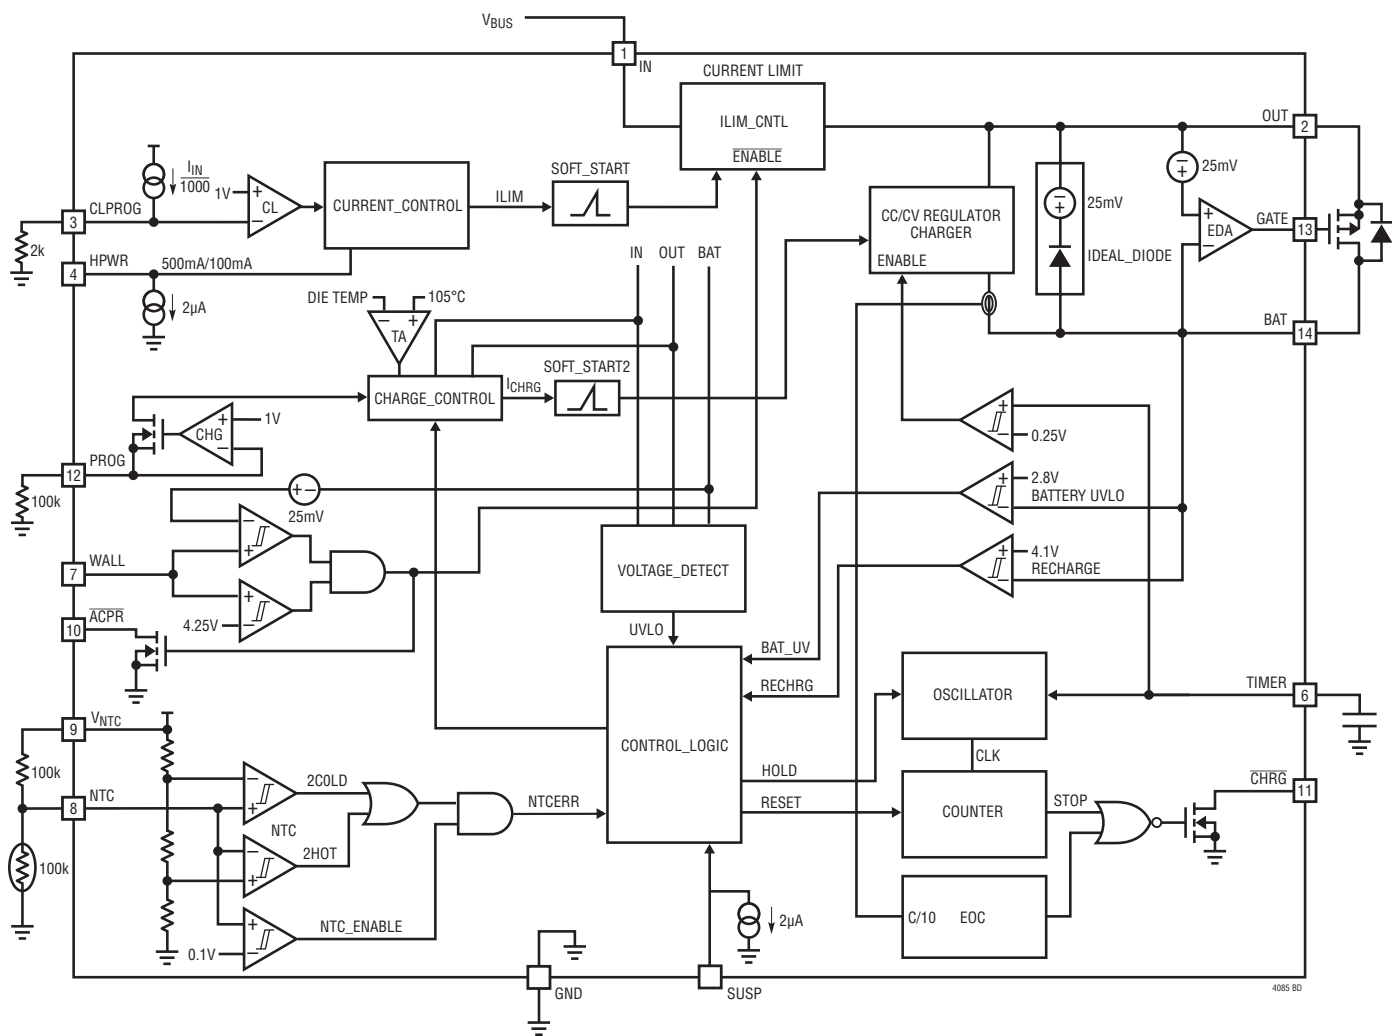 VBUS
1
IN
CURRENT LIMIT
ILIM_CNTL
ENABLE
OUT
2
IIN
1000
1V
+
−
CL
CURRENT_CONTROL
ILIM
SOFT_START
3
CLPROG
2k
4
HPWR
500mA/100mA
2µA
CC/CV REGULATOR
CHARGER
ENABLE
−
+
25mV
IDEAL_DIODE
−
+
25mV
+
−
EDA
GATE
13
BAT
14
IN
OUT
BAT
DIE TEMP
105°C
−
+
TA
CHARGE_CONTROL
ICHRG
SOFT_START2
+
−
CHG
1V
12
PROG
100k
+
−
0.25V
+
−
2.8V
BATTERY UVLO
+
−
4.1V
RECHARGE
+ −
25mV
−
+
7
WALL
+
−
4.25V
10
ACPR
VOLTAGE_DETECT
UVLO
BAT_UV
RECHRG
CONTROL_LOGIC
HOLD
RESET
OSCILLATOR
CLK
COUNTER
STOP
C/10
EOC
TIMER
6
CHRG
11
9
VNTC
100k
8
NTC
100k
−
+
2C0LD
NTC
−
+
2HOT
+
−
0.1V
NTC_ENABLE
NTCERR
2µA
GND
SUSP
4085 BD